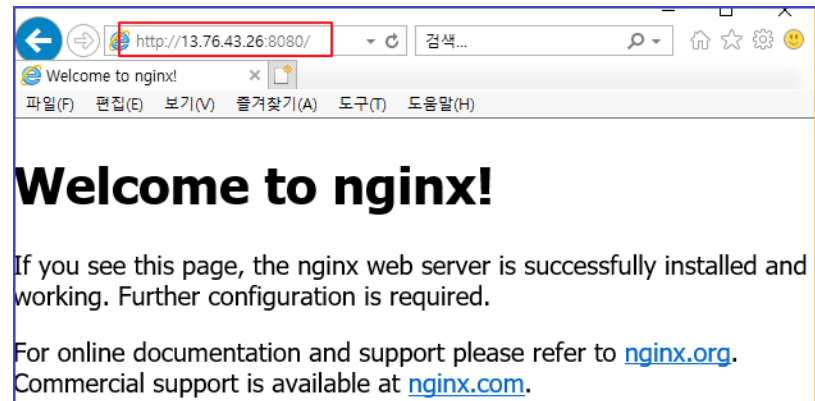 http://13.76.43.26:8080/ 검색...
Welcome to nginx!
파일(F) 편집(E) 보기(V) 즐겨찾기(A) 도구(T) 도움말(H)
Welcome to nginx!
If you see this page, the nginx web server is successfully installed and
working. Further configuration is required.
For online documentation and support please refer to nginx.org.
Commercial support is available at nginx.com.